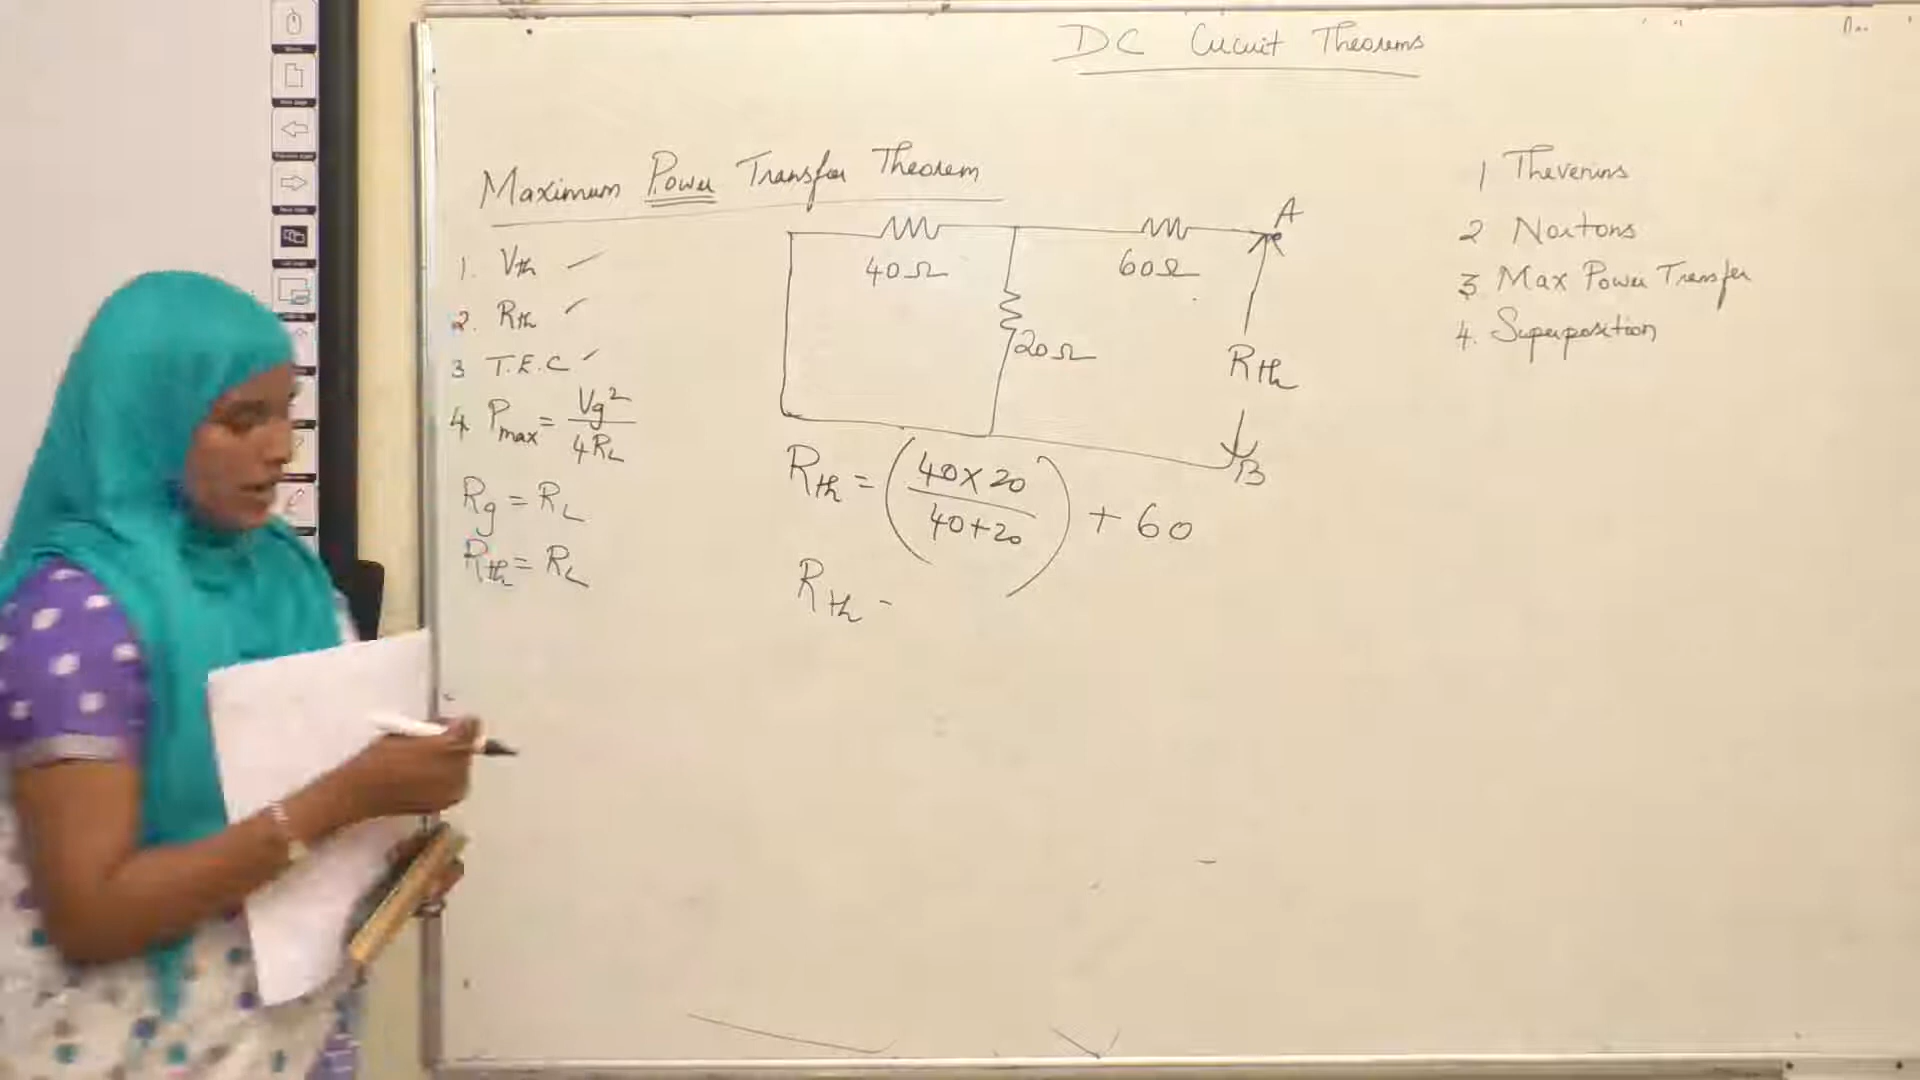 DC Circuit Theorems
Maximum Power Transfer Theorem
1. Vth
2. Rth
3 T.E.C
4. Pmax = Vg² / 4RL
Rg = RL
Rth = RL
40Ω
60Ω
20Ω
A
Rth
B
Rth = (40×20 / 40+20) + 60
Rth -
1 Thevenins
2 Nortons
3 Max Power Transfer
4. Superposition